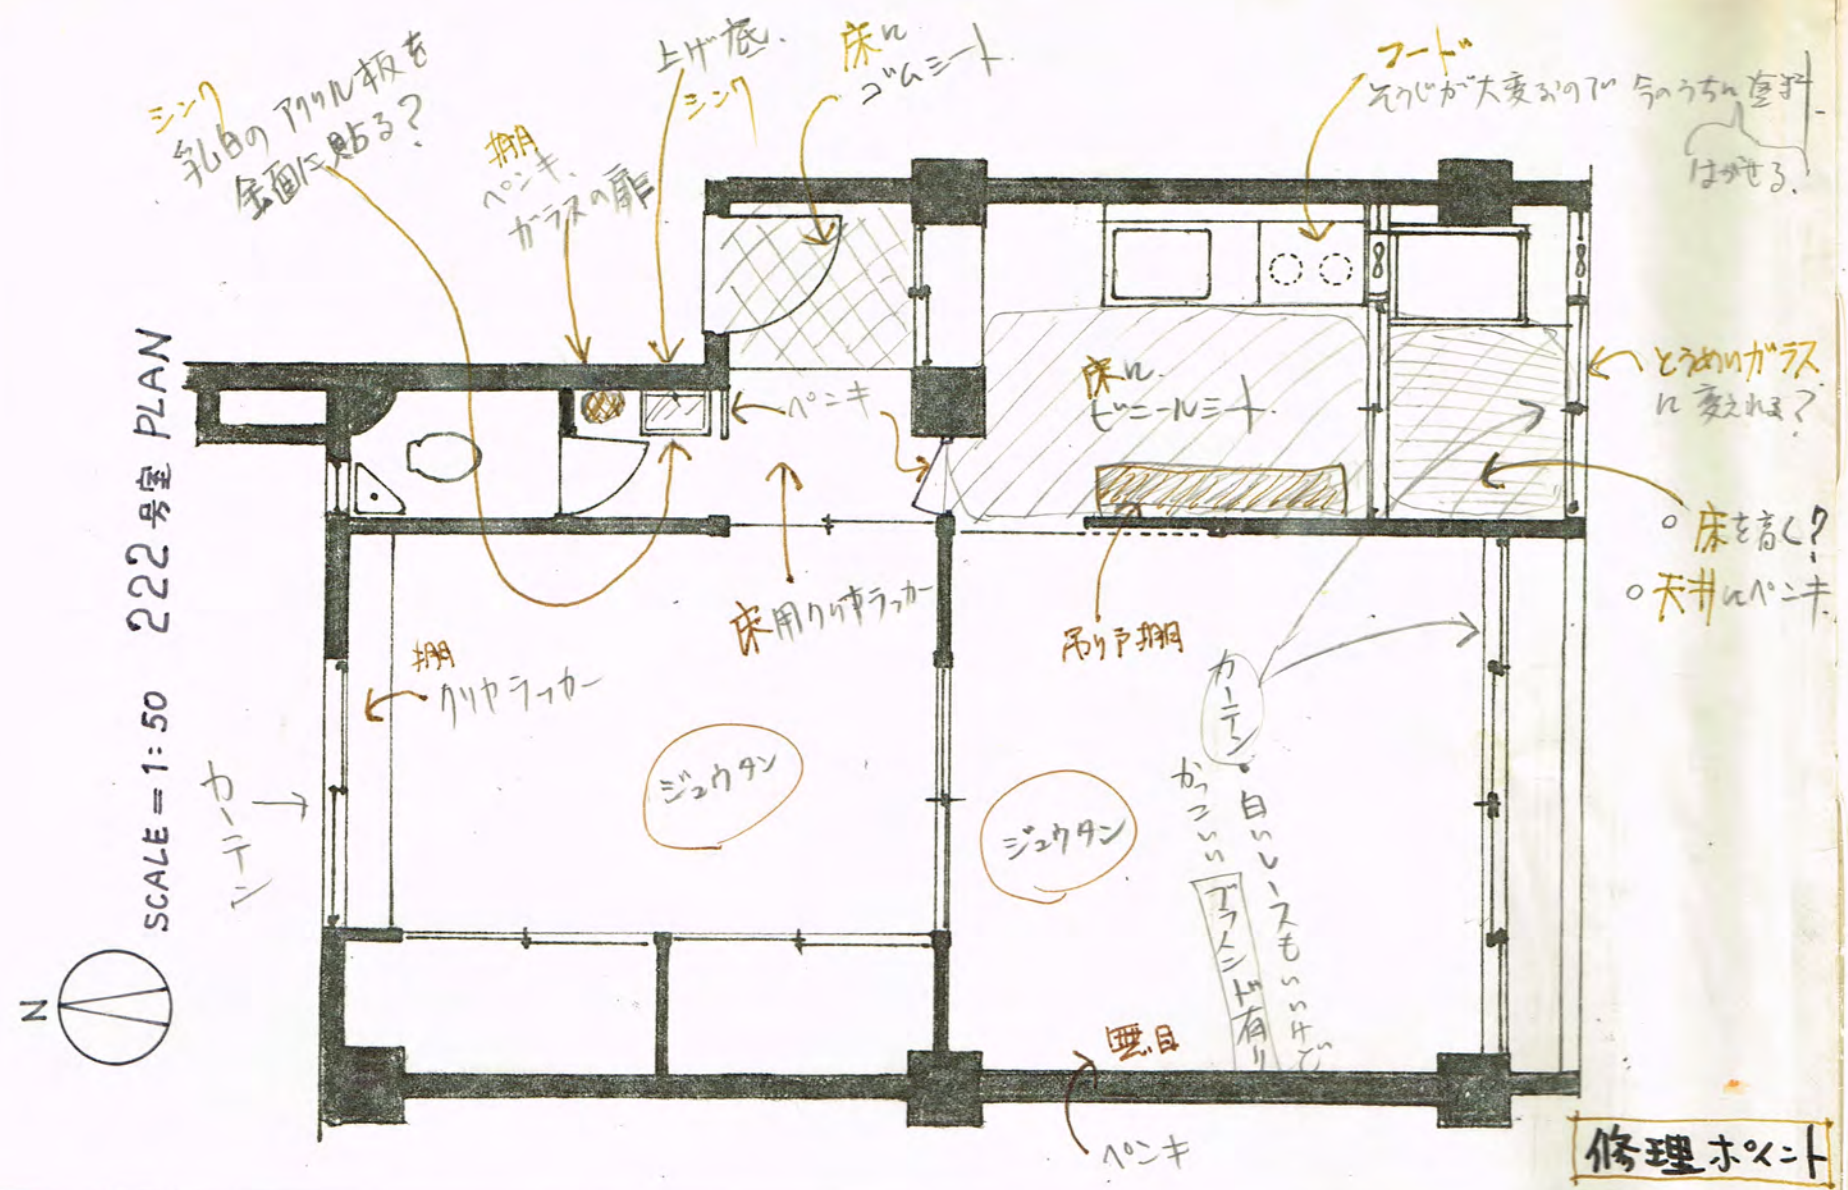 シンク
乳白のアクリル板を
全面に貼る?
棚
ペンキ、
ガラスの扉
上げ底.
シンク
床に
ゴムシート.
フード
そうじが大変なので 今のうちに塗料
はがせる.
222号室 PLAN
SCALE = 1:50
N
ペンキ
床に
ビニールシート.
とうめいガラス
に変えれる?
○ 床を高く?
○ 天井にペンキ.
床用クリヤラッカー
吊り戸棚
棚
クリヤラッカー
カーテン
ジュウタン
ジュウタン
カーテン
・白いレースもいいけど
かっこいい ブラインド有り
無目
ペンキ
修理ポイント